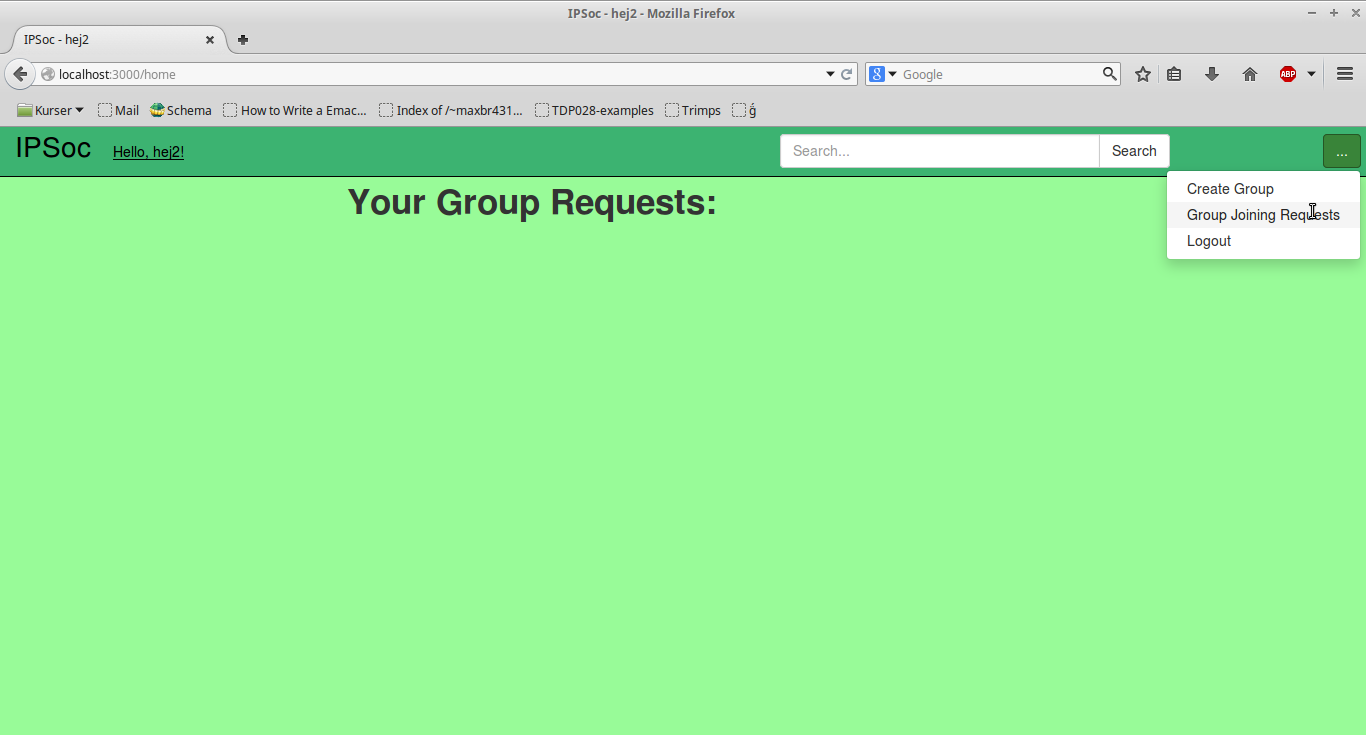 IPSoc - hej2 - Mozilla Firefox
IPSoc - hej2
localhost:3000/home
Google
ABP
Kurser
Mail
Schema
How to Write a Emac...
Index of /~maxbr431...
TDP028-examples
Trimps
ǵ
IPSoc
Hello, hej2!
Search...
Search
...
Create Group
Group Joining Requests
Logout
Your Group Requests: